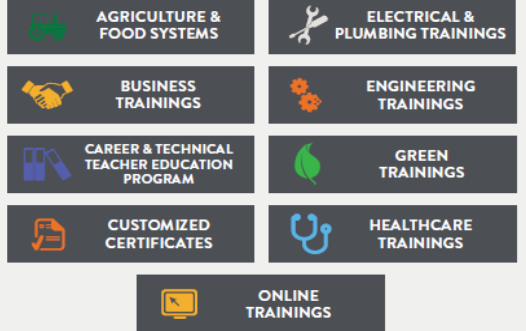 AGRICULTURE &
FOOD SYSTEMS
ELECTRICAL &
PLUMBING TRAININGS
BUSINESS
TRAININGS
ENGINEERING
TRAININGS
CAREER & TECHNICAL
TEACHER EDUCATION
PROGRAM
GREEN
TRAININGS
CUSTOMIZED
CERTIFICATES
HEALTHCARE
TRAININGS
ONLINE
TRAININGS